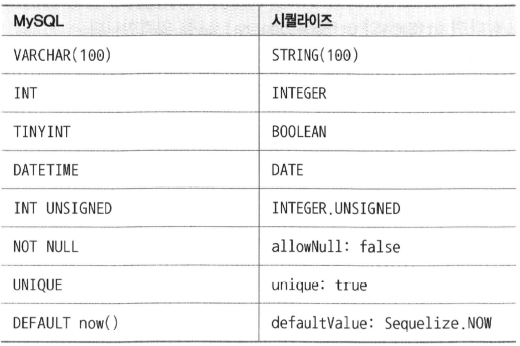 MySQL 시퀄라이즈
VARCHAR(100) STRING(100)
INT INTEGER
TINYINT BOOLEAN
DATETIME DATE
INT UNSIGNED INTEGER.UNSIGNED
NOT NULL allowNull: false
UNIQUE unique: true
DEFAULT now() defaultValue: Sequelize.NOW